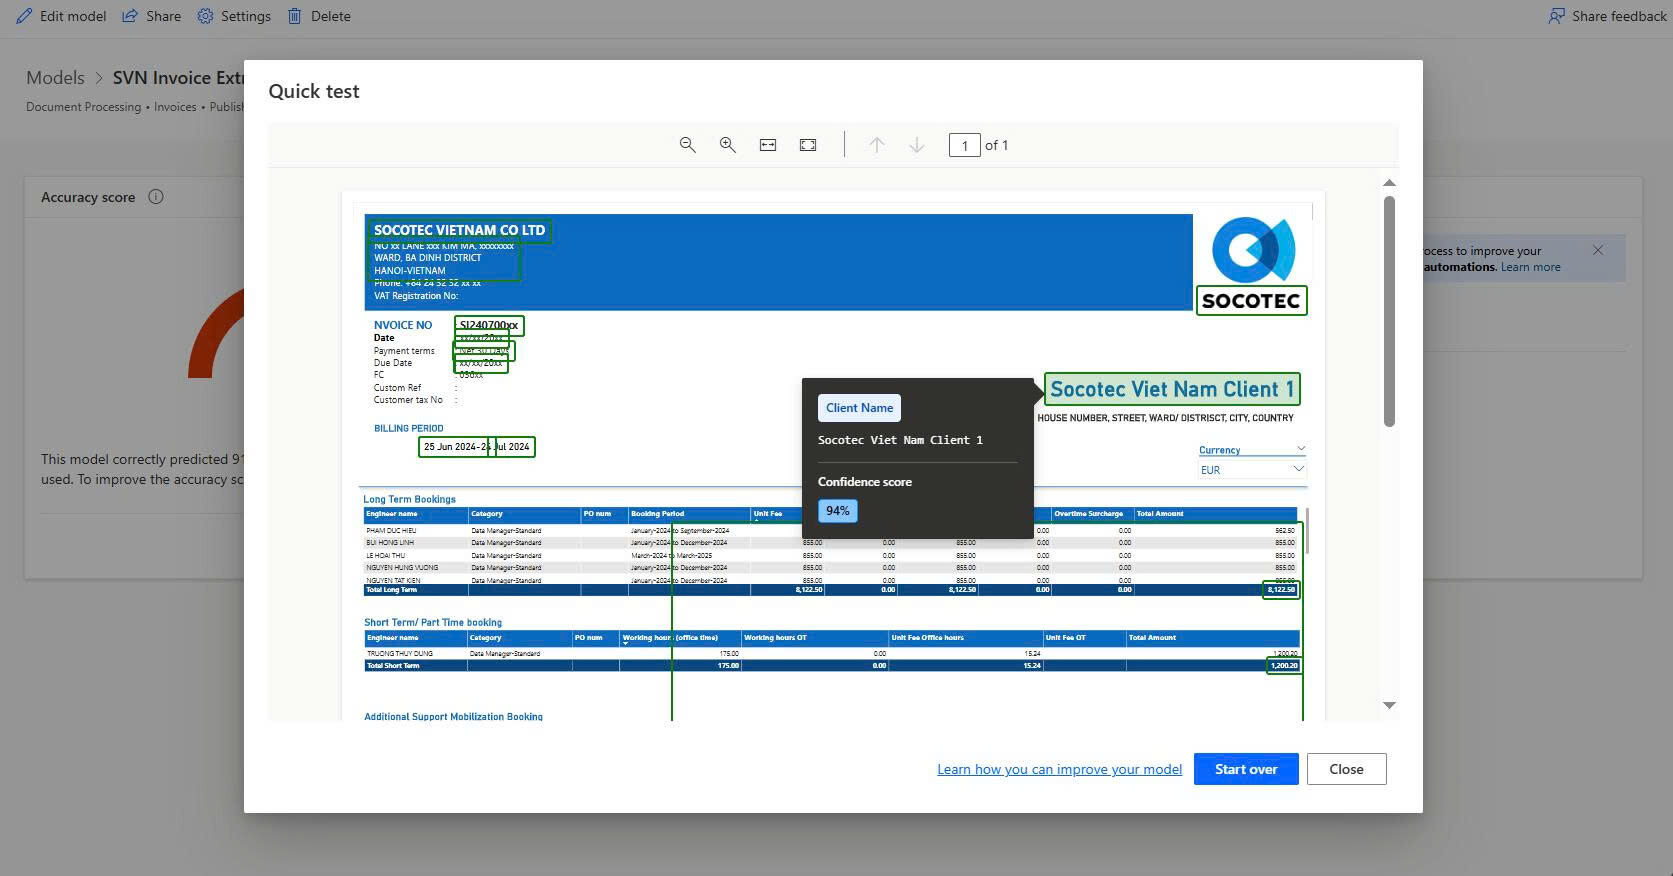 Edit model Share Settings Delete Share feedback
Models > SVN Invoice Extr
Document Processing • Invoices • Publish
Quick test
1 of 1
Accuracy score
This model correctly predicted 91
used. To improve the accuracy sc
ocess to improve your
automations. Learn more
SOCOTEC VIETNAM CO LTD
NO xx LANE xxx KIM MA, xxxxxxxx
WARD, BA DINH DISTRICT
HANOI-VIETNAM
Phone: +84 24 32 32 xx xx
VAT Registration No:
SOCOTEC
NVOICE NO : SI240700xx
Date : xx/xx/20xx
Payment terms : Net 30 Days
Due Date : xx/xx/20xx
FC : 030xx
Custom Ref :
Customer tax No :
BILLING PERIOD
25 Jun 2024-24 Jul 2024
Socotec Viet Nam Client 1
HOUSE NUMBER, STREET, WARD/ DISTRISCT, CITY, COUNTRY
Currency
EUR
Client Name
Socotec Viet Nam Client 1
Confidence score
94%
Long Term Bookings
Engineer name Category PO num Booking Period Unit Fee Overtime Surcharge Total Amount
PHAM DUC HIEU Data Manager-Standard January-2024 to September-2024 0.00 0.00 562.50
BUI HONG LINH Data Manager-Standard January-2024 to December-2024 855.00 0.00 855.00 0.00 0.00 855.00
LE HOAI THU Data Manager-Standard March-2024 to March-2025 855.00 0.00 855.00 0.00 0.00 855.00
NGUYEN HUNG VUONG Data Manager-Standard January-2024 to December-2024 855.00 0.00 855.00 0.00 0.00 855.00
NGUYEN TAT KIEN Data Manager-Standard January-2024 to December-2024 855.00 0.00 855.00 0.00 0.00 855.00
Total Long Term 8,122.50 0.00 8,122.50 0.00 0.00 8,122.50
Short Term/ Part Time booking
Engineer name Category PO num Working hours (office time) Working hours OT Unit Fee Office hours Unit Fee OT Total Amount
TRUONG THUY DUNG Data Manager-Standard 175.00 0.00 15.24 1,200.20
Total Short Term 175.00 0.00 15.24 1,200.20
Additional Support Mobilization Booking
Learn how you can improve your model Start over Close